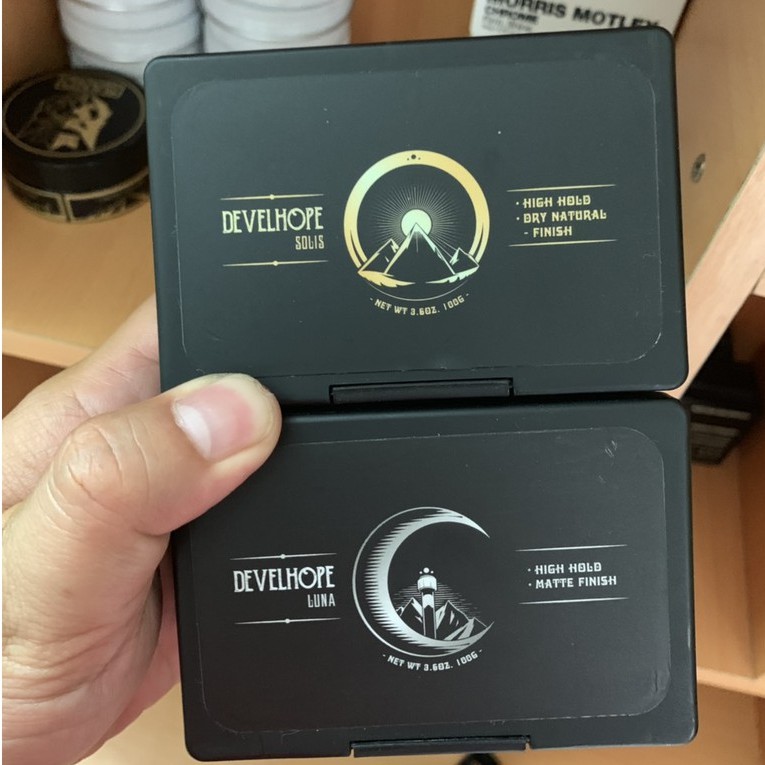 MORRIS MOTLEY
CHROME
DEVELHOPE
SOLIS
• HIGH HOLD
• DRY NATURAL
- FINISH
- NET WT 3.6OZ. 100G -
DEVELHOPE
LUNA
• HIGH HOLD
• MATTE FINISH
- NET WT 3.6OZ. 100G -